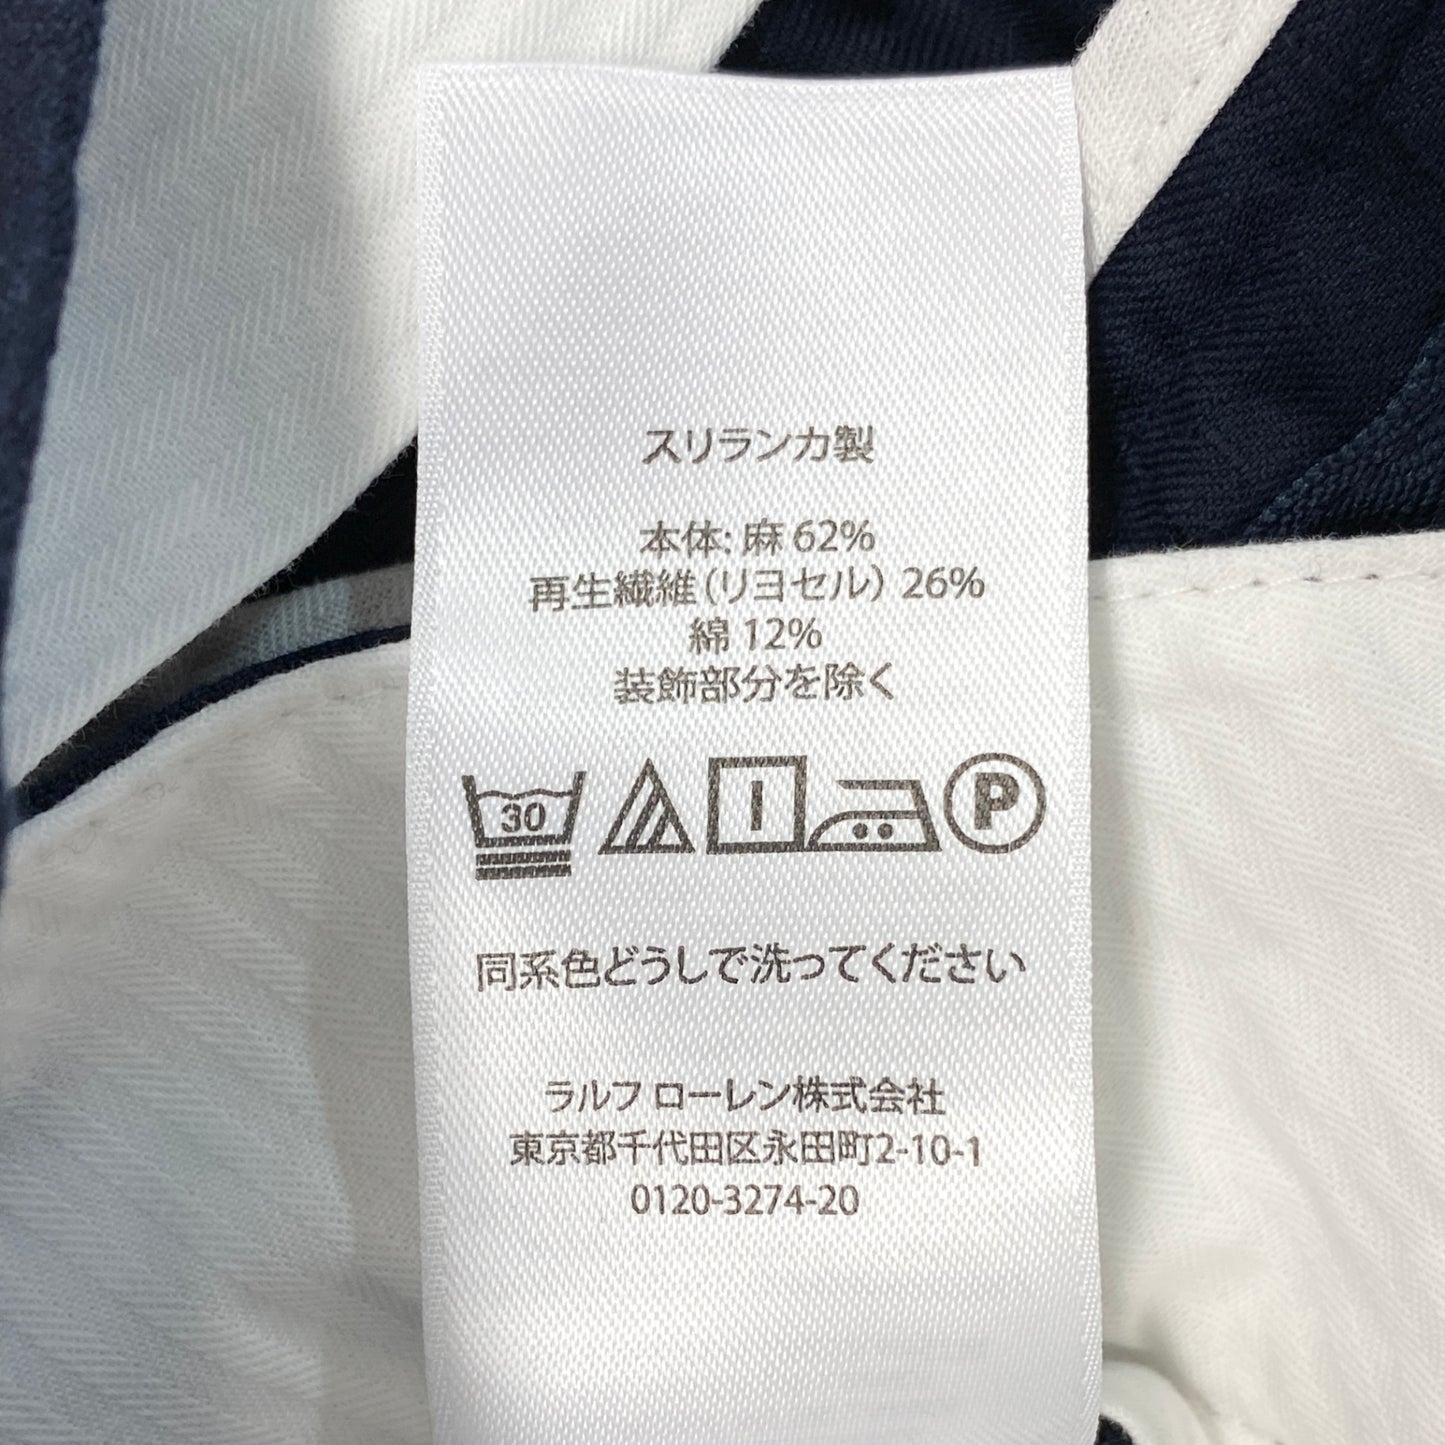 スリランカ製
本体: 麻 62%
再生繊維 (リヨセル) 26%
綿 12%
装飾部分を除く
30 P
同系色どうしで洗ってください
ラルフ ローレン株式会社
東京都千代田区永田町2-10-1
0120-3274-20